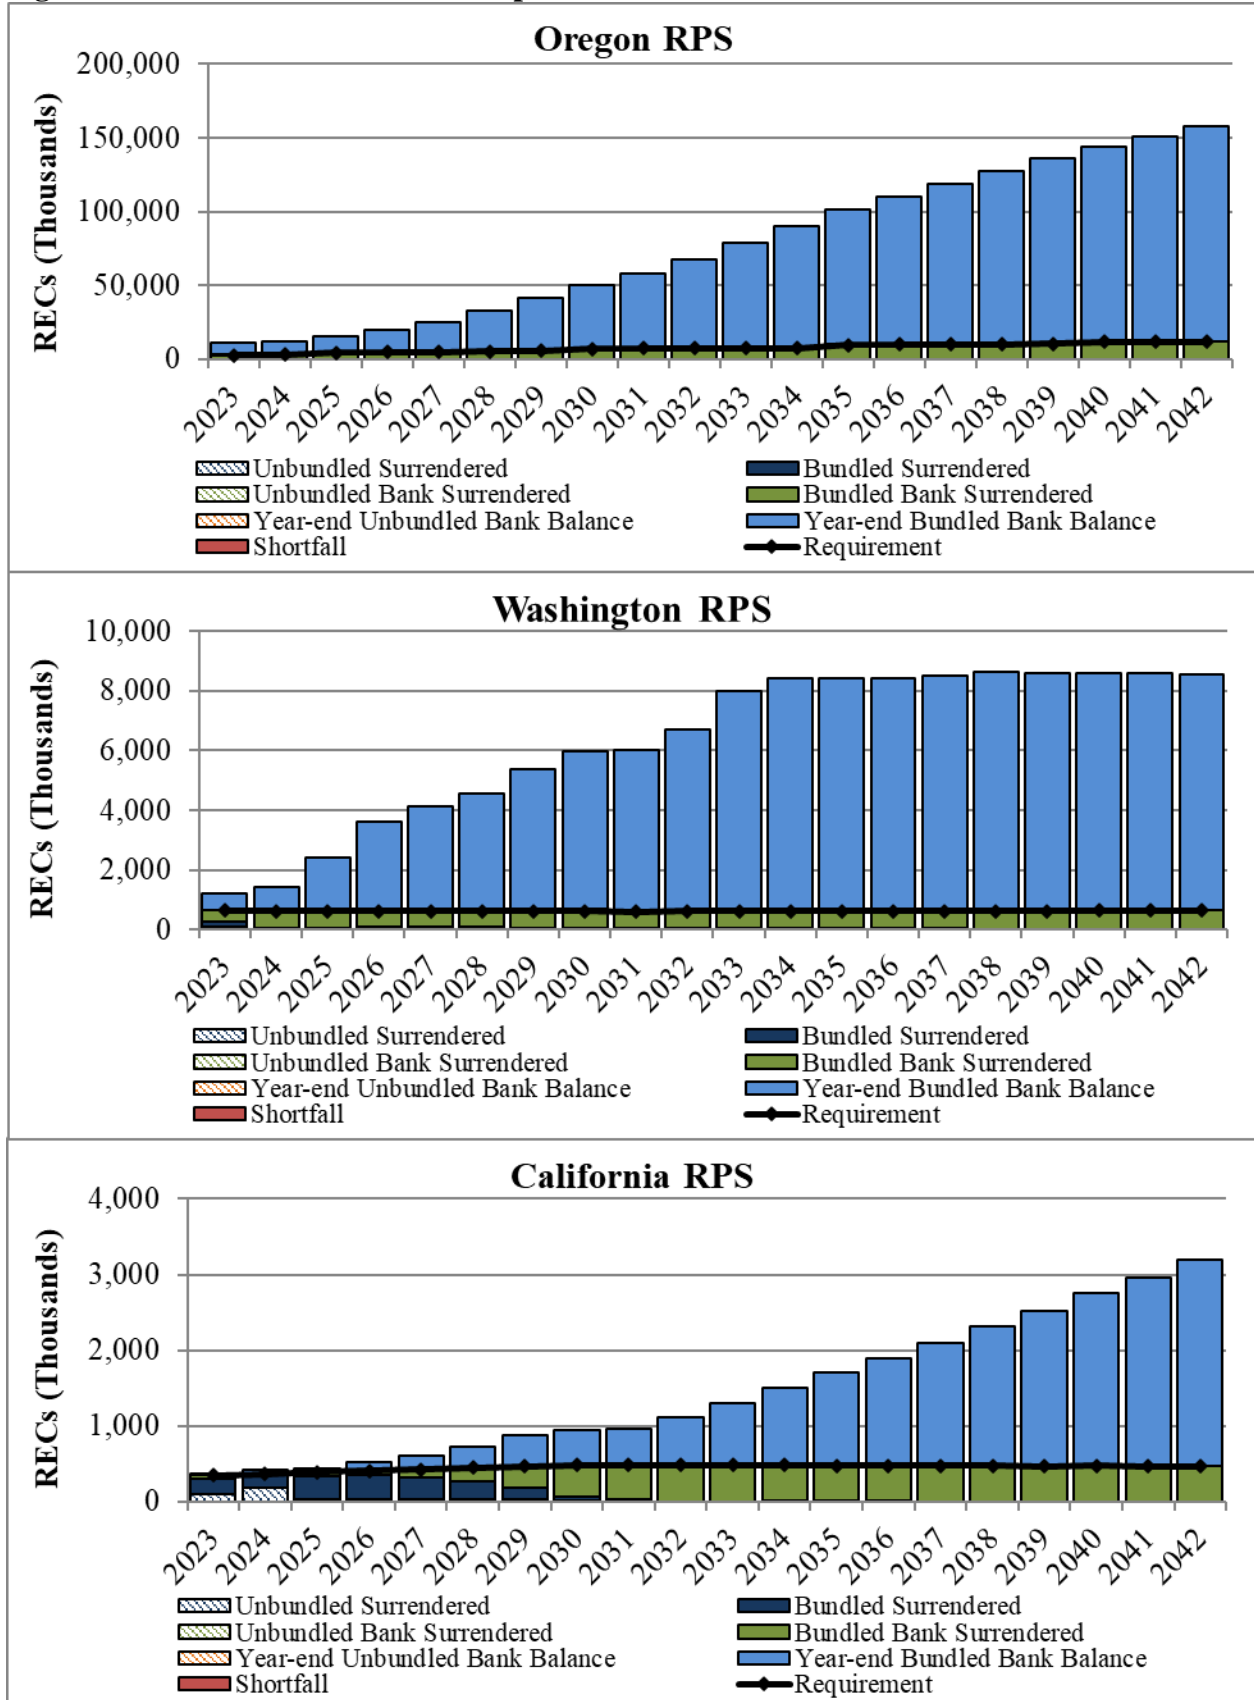 Oregon RPS
RECs (Thousands)
200,000
150,000
100,000
50,000
0
2023 2024 2025 2026 2027 2028 2029 2030 2031 2032 2033 2034 2035 2036 2037 2038 2039 2040 2041 2042
Unbundled Surrendered Bundled Surrendered
Unbundled Bank Surrendered Bundled Bank Surrendered
Year-end Unbundled Bank Balance Year-end Bundled Bank Balance
Shortfall Requirement
Washington RPS
RECs (Thousands)
10,000
8,000
6,000
4,000
2,000
0
2023 2024 2025 2026 2027 2028 2029 2030 2031 2032 2033 2034 2035 2036 2037 2038 2039 2040 2041 2042
Unbundled Surrendered Bundled Surrendered
Unbundled Bank Surrendered Bundled Bank Surrendered
Year-end Unbundled Bank Balance Year-end Bundled Bank Balance
Shortfall Requirement
California RPS
RECs (Thousands)
4,000
3,000
2,000
1,000
0
2023 2024 2025 2026 2027 2028 2029 2030 2031 2032 2033 2034 2035 2036 2037 2038 2039 2040 2041 2042
Unbundled Surrendered Bundled Surrendered
Unbundled Bank Surrendered Bundled Bank Surrendered
Year-end Unbundled Bank Balance Year-end Bundled Bank Balance
Shortfall Requirement